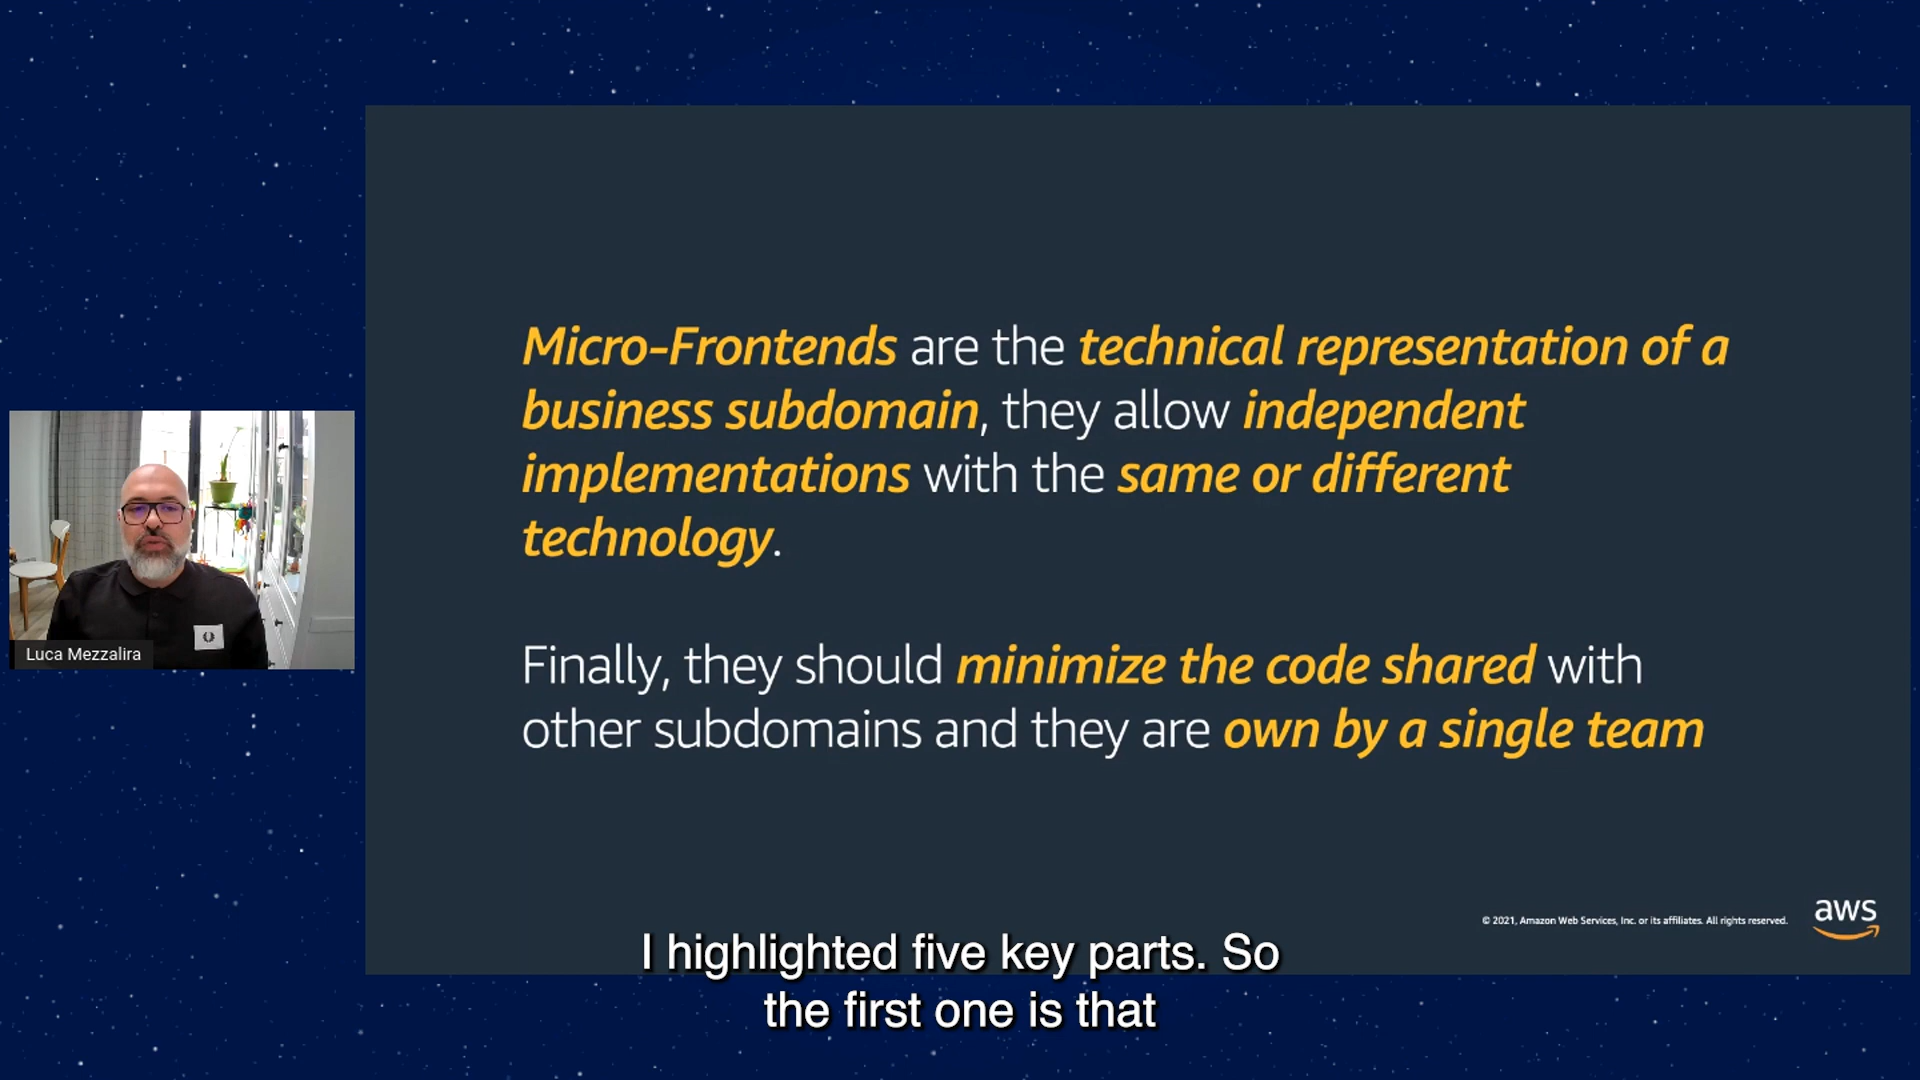 Micro-Frontends are the technical representation of a
business subdomain, they allow independent
implementations with the same or different
technology.
Finally, they should minimize the code shared with
other subdomains and they are own by a single team
Luca Mezzalira
© 2021, Amazon Web Services, Inc. or its affiliates. All rights reserved.
aws
I highlighted five key parts. So
the first one is that